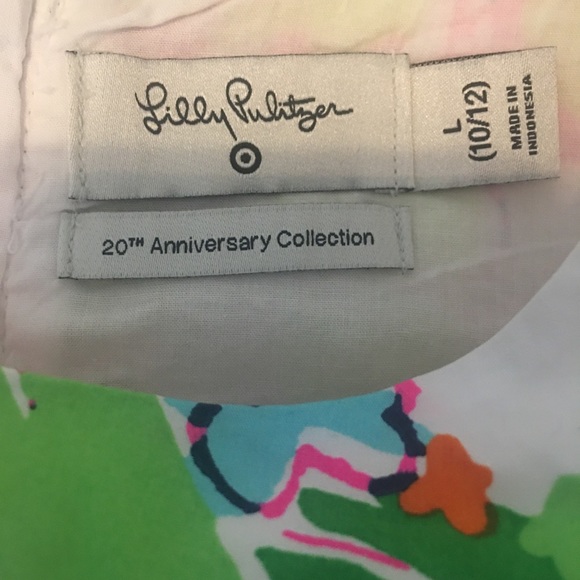 Lilly Pulitzer
L
(10/12)
MADE IN
INDONESIA
20TH Anniversary Collection